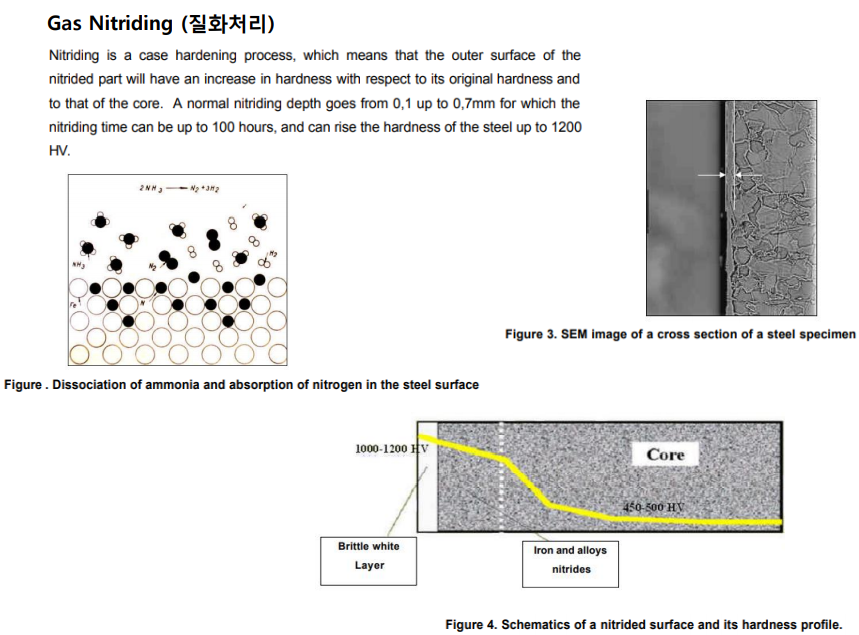 Gas Nitriding (질화처리)
Nitriding is a case hardening process, which means that the outer surface of the
nitrided part will have an increase in hardness with respect to its original hardness and
to that of the core. A normal nitriding depth goes from 0,1 up to 0,7mm for which the
nitriding time can be up to 100 hours, and can rise the hardness of the steel up to 1200
HV.
2NH3 → N2+3H2
NH3
N2
H2
Fe
N
Figure . Dissociation of ammonia and absorption of nitrogen in the steel surface
Figure 3. SEM image of a cross section of a steel specimen
1000-1200 HV
Core
450-500 HV
Brittle white
Layer
Iron and alloys
nitrides
Figure 4. Schematics of a nitrided surface and its hardness profile.